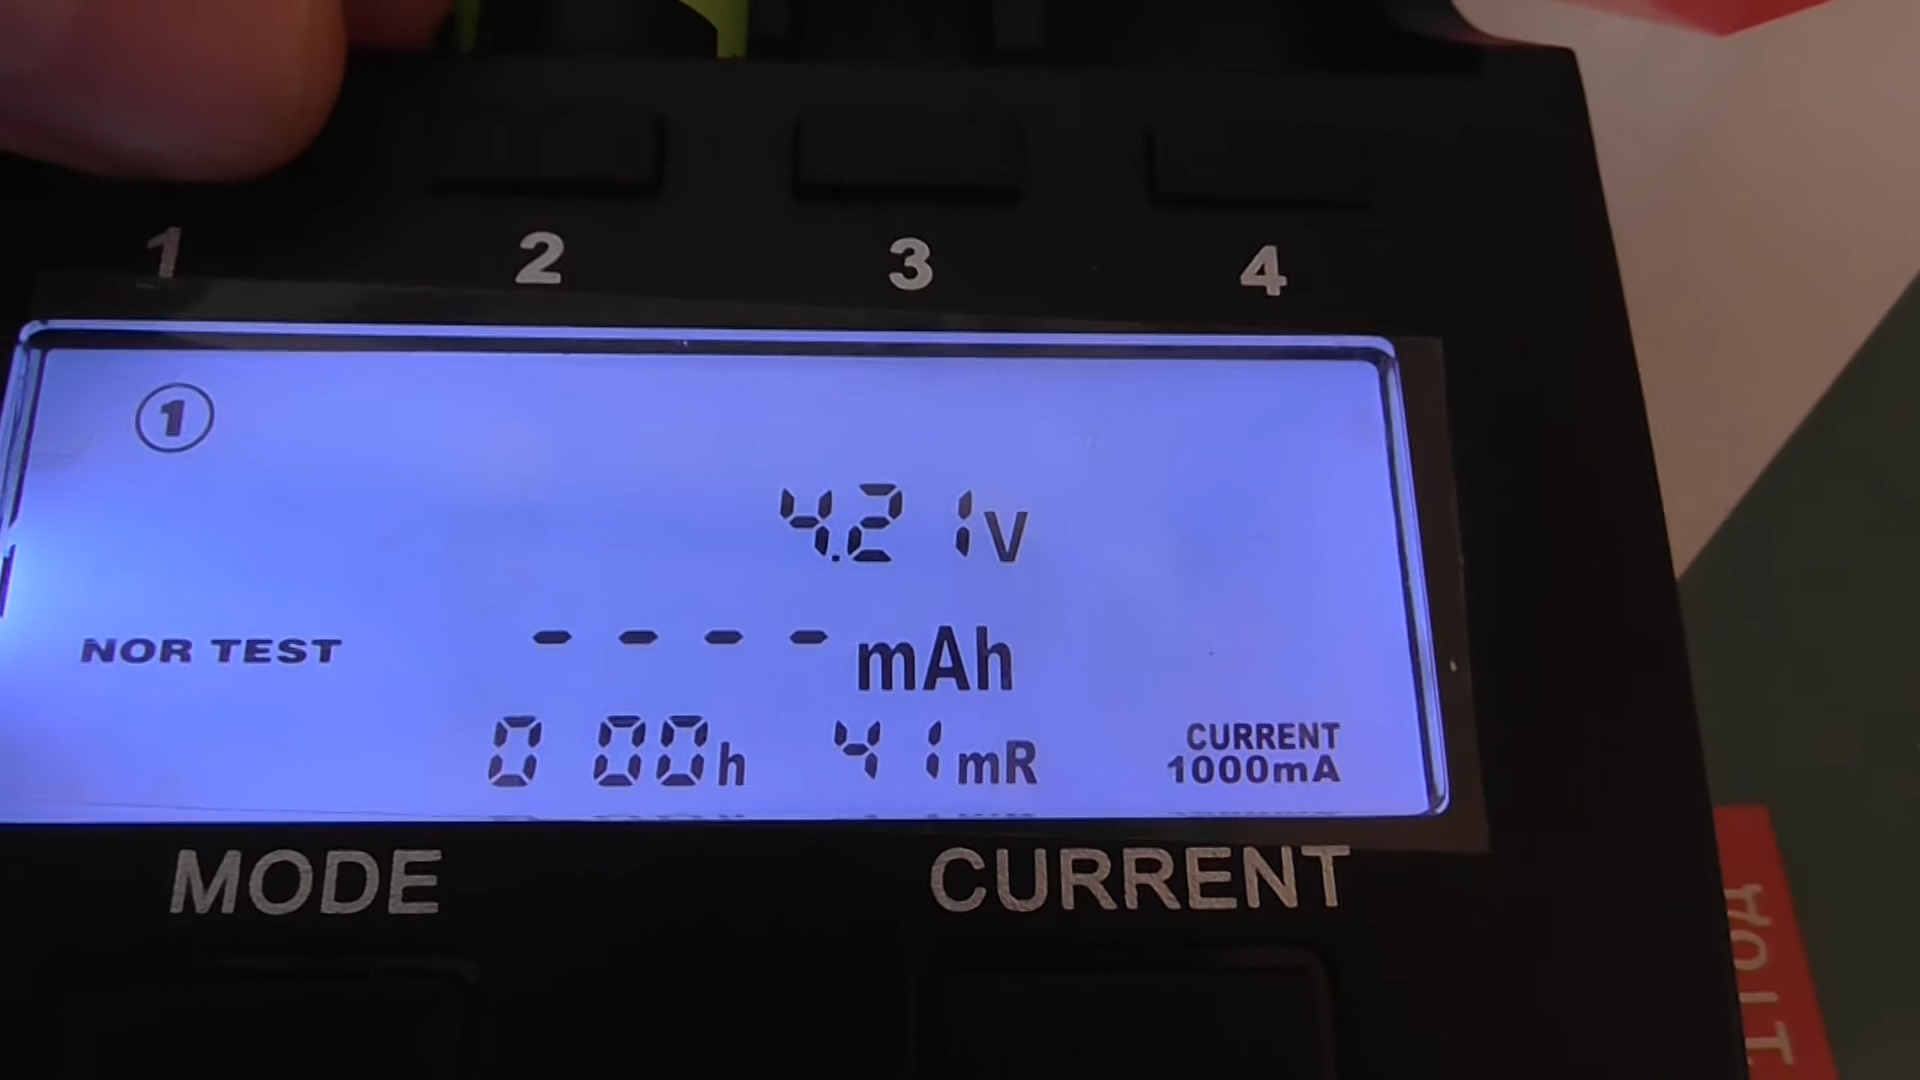 1 2 3 4
1
4.21V
NOR TEST ---- mAh
0 00h 41mR CURRENT
1000mA
MODE CURRENT